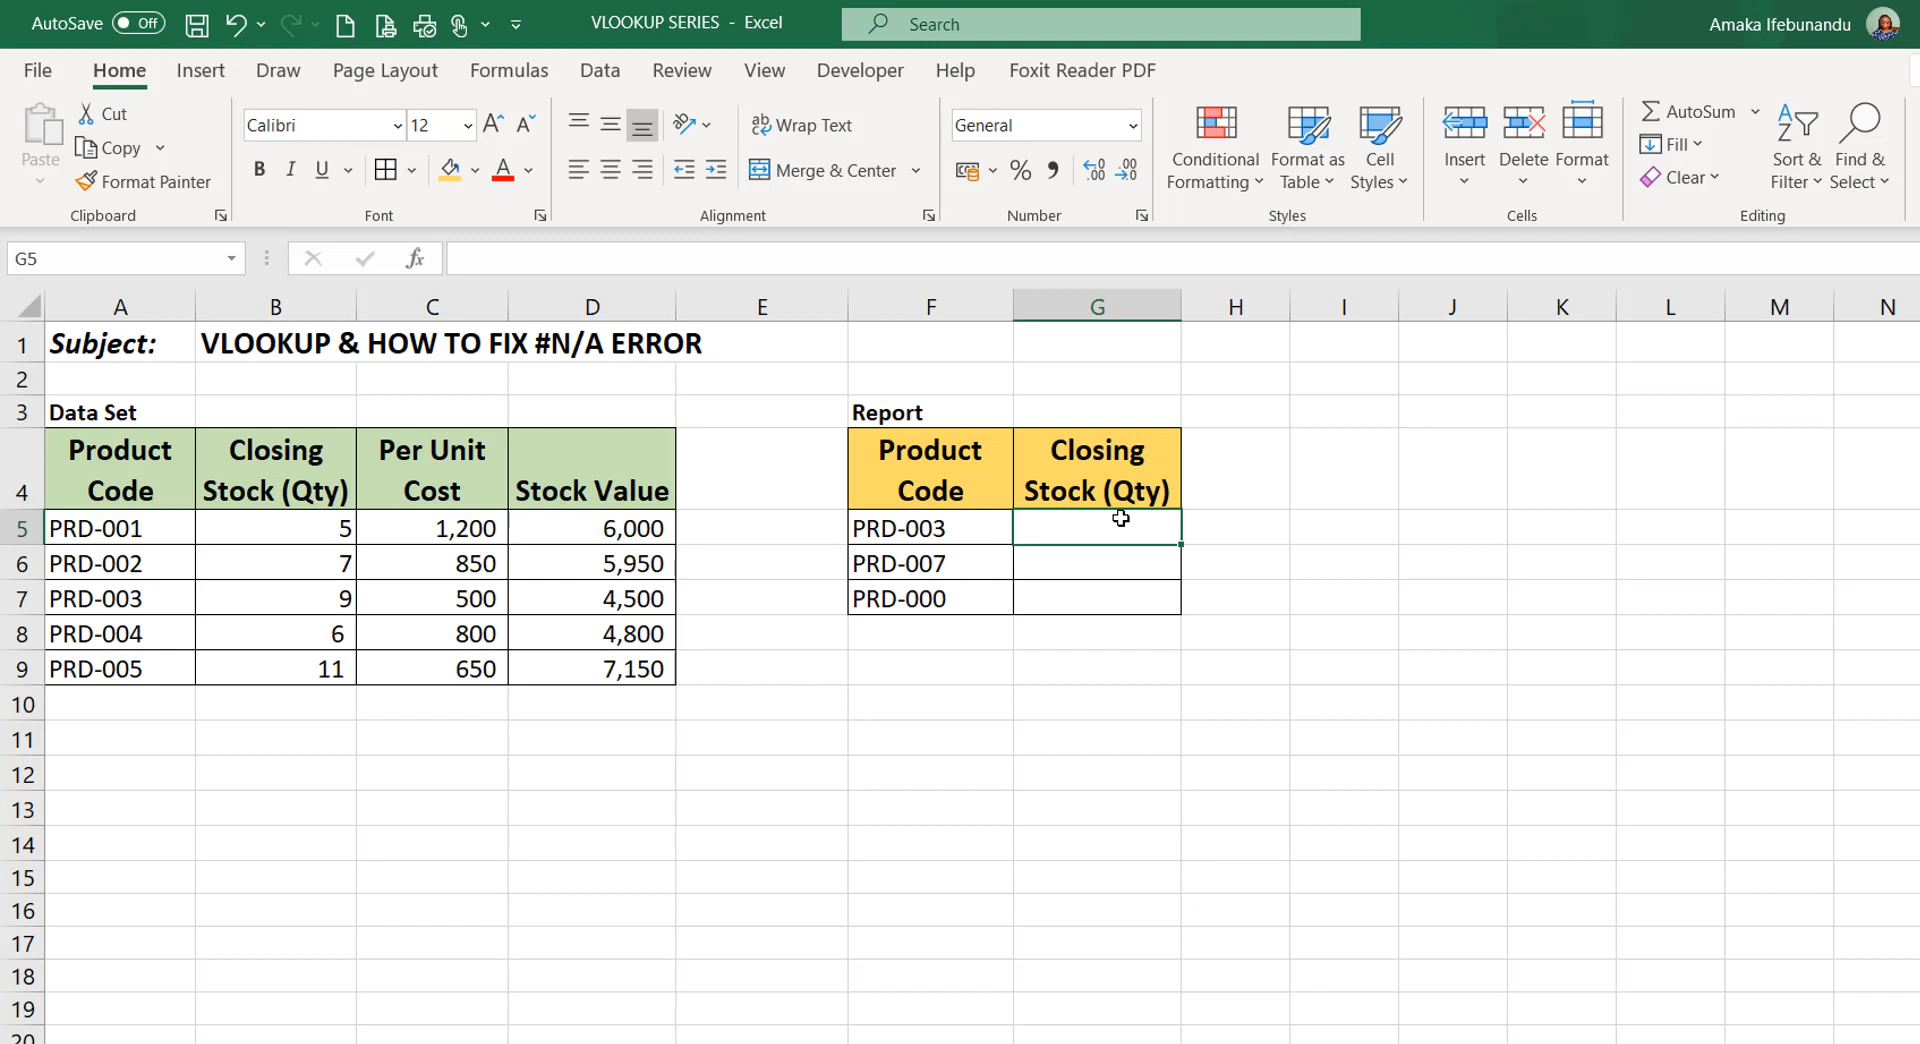 AutoSave Off VLOOKUP SERIES - Excel Search Amaka Ifebunandu
File Home Insert Draw Page Layout Formulas Data Review View Developer Help Foxit Reader PDF
Paste
Cut
Copy
Format Painter
Clipboard
Calibri 12
B I U
Font
Wrap Text
Merge & Center
Alignment
General
Number
Conditional Formatting
Format as Table
Cell Styles
Styles
Insert Delete Format
Cells
AutoSum
Fill
Clear
Sort & Filter
Find & Select
Editing
G5 fx
A B C D E F G H I J K L M N
1 Subject: VLOOKUP & HOW TO FIX #N/A ERROR
2
3 Data Set Report
4 Product Code Closing Stock (Qty) Per Unit Cost Stock Value Product Code Closing Stock (Qty)
5 PRD-001 5 1,200 6,000 PRD-003
6 PRD-002 7 850 5,950 PRD-007
7 PRD-003 9 500 4,500 PRD-000
8 PRD-004 6 800 4,800
9 PRD-005 11 650 7,150
10
11
12
13
14
15
16
17
18
19
20